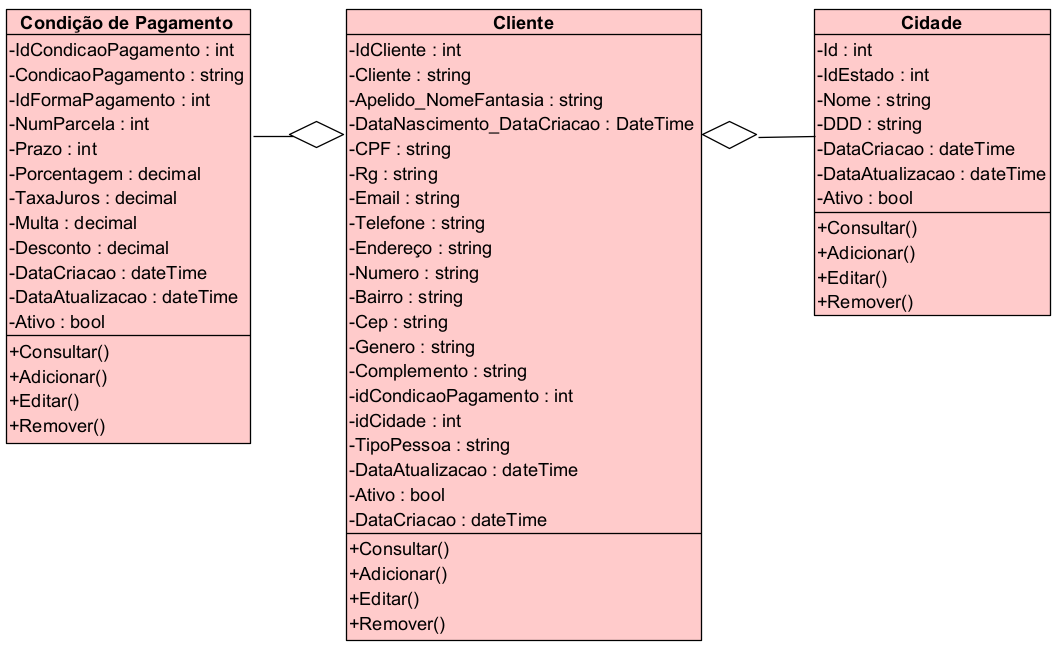 Condição de Pagamento
-IdCondicaoPagamento : int
-CondicaoPagamento : string
-IdFormaPagamento : int
-NumParcela : int
-Prazo : int
-Porcentagem : decimal
-TaxaJuros : decimal
-Multa : decimal
-Desconto : decimal
-DataCriacao : dateTime
-DataAtualizacao : dateTime
-Ativo : bool
+Consultar()
+Adicionar()
+Editar()
+Remover()
Cliente
-IdCliente : int
-Cliente : string
-Apelido_NomeFantasia : string
-DataNascimento_DataCriacao : DateTime
-CPF : string
-Rg : string
-Email : string
-Telefone : string
-Endereço : string
-Numero : string
-Bairro : string
-Cep : string
-Genero : string
-Complemento : string
-idCondicaoPagamento : int
-idCidade : int
-TipoPessoa : string
-DataAtualizacao : dateTime
-Ativo : bool
-DataCriacao : dateTime
+Consultar()
+Adicionar()
+Editar()
+Remover()
Cidade
-Id : int
-IdEstado : int
-Nome : string
-DDD : string
-DataCriacao : dateTime
-DataAtualizacao : dateTime
-Ativo : bool
+Consultar()
+Adicionar()
+Editar()
+Remover()